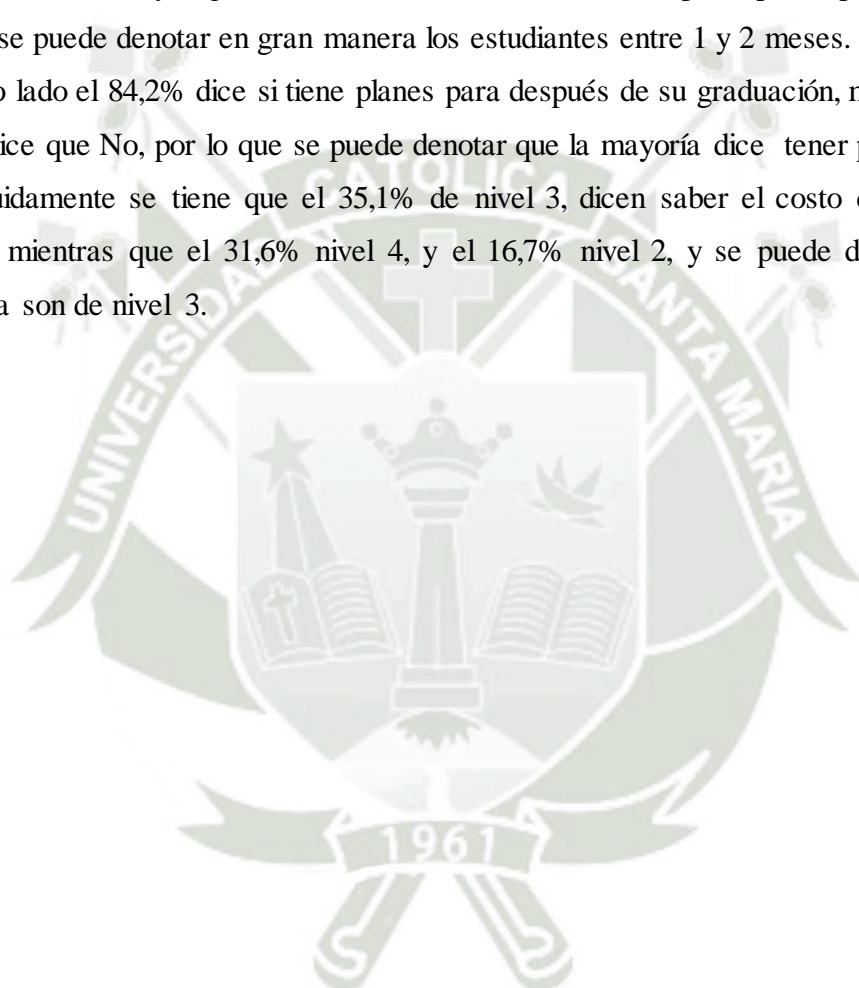 se puede denotar en gran manera los estudiantes entre 1 y 2 meses.
o lado el 84,2% dice si tiene planes para después de su graduación,
ice que No, por lo que se puede denotar que la mayoría dice tener
uidamente se tiene que el 35,1% de nivel 3, dicen saber el costo
mientras que el 31,6% nivel 4, y el 16,7% nivel 2, y se puede
a son de nivel 3.
UNIVERSIDAD CATOLICA SANTA MARIA
1961